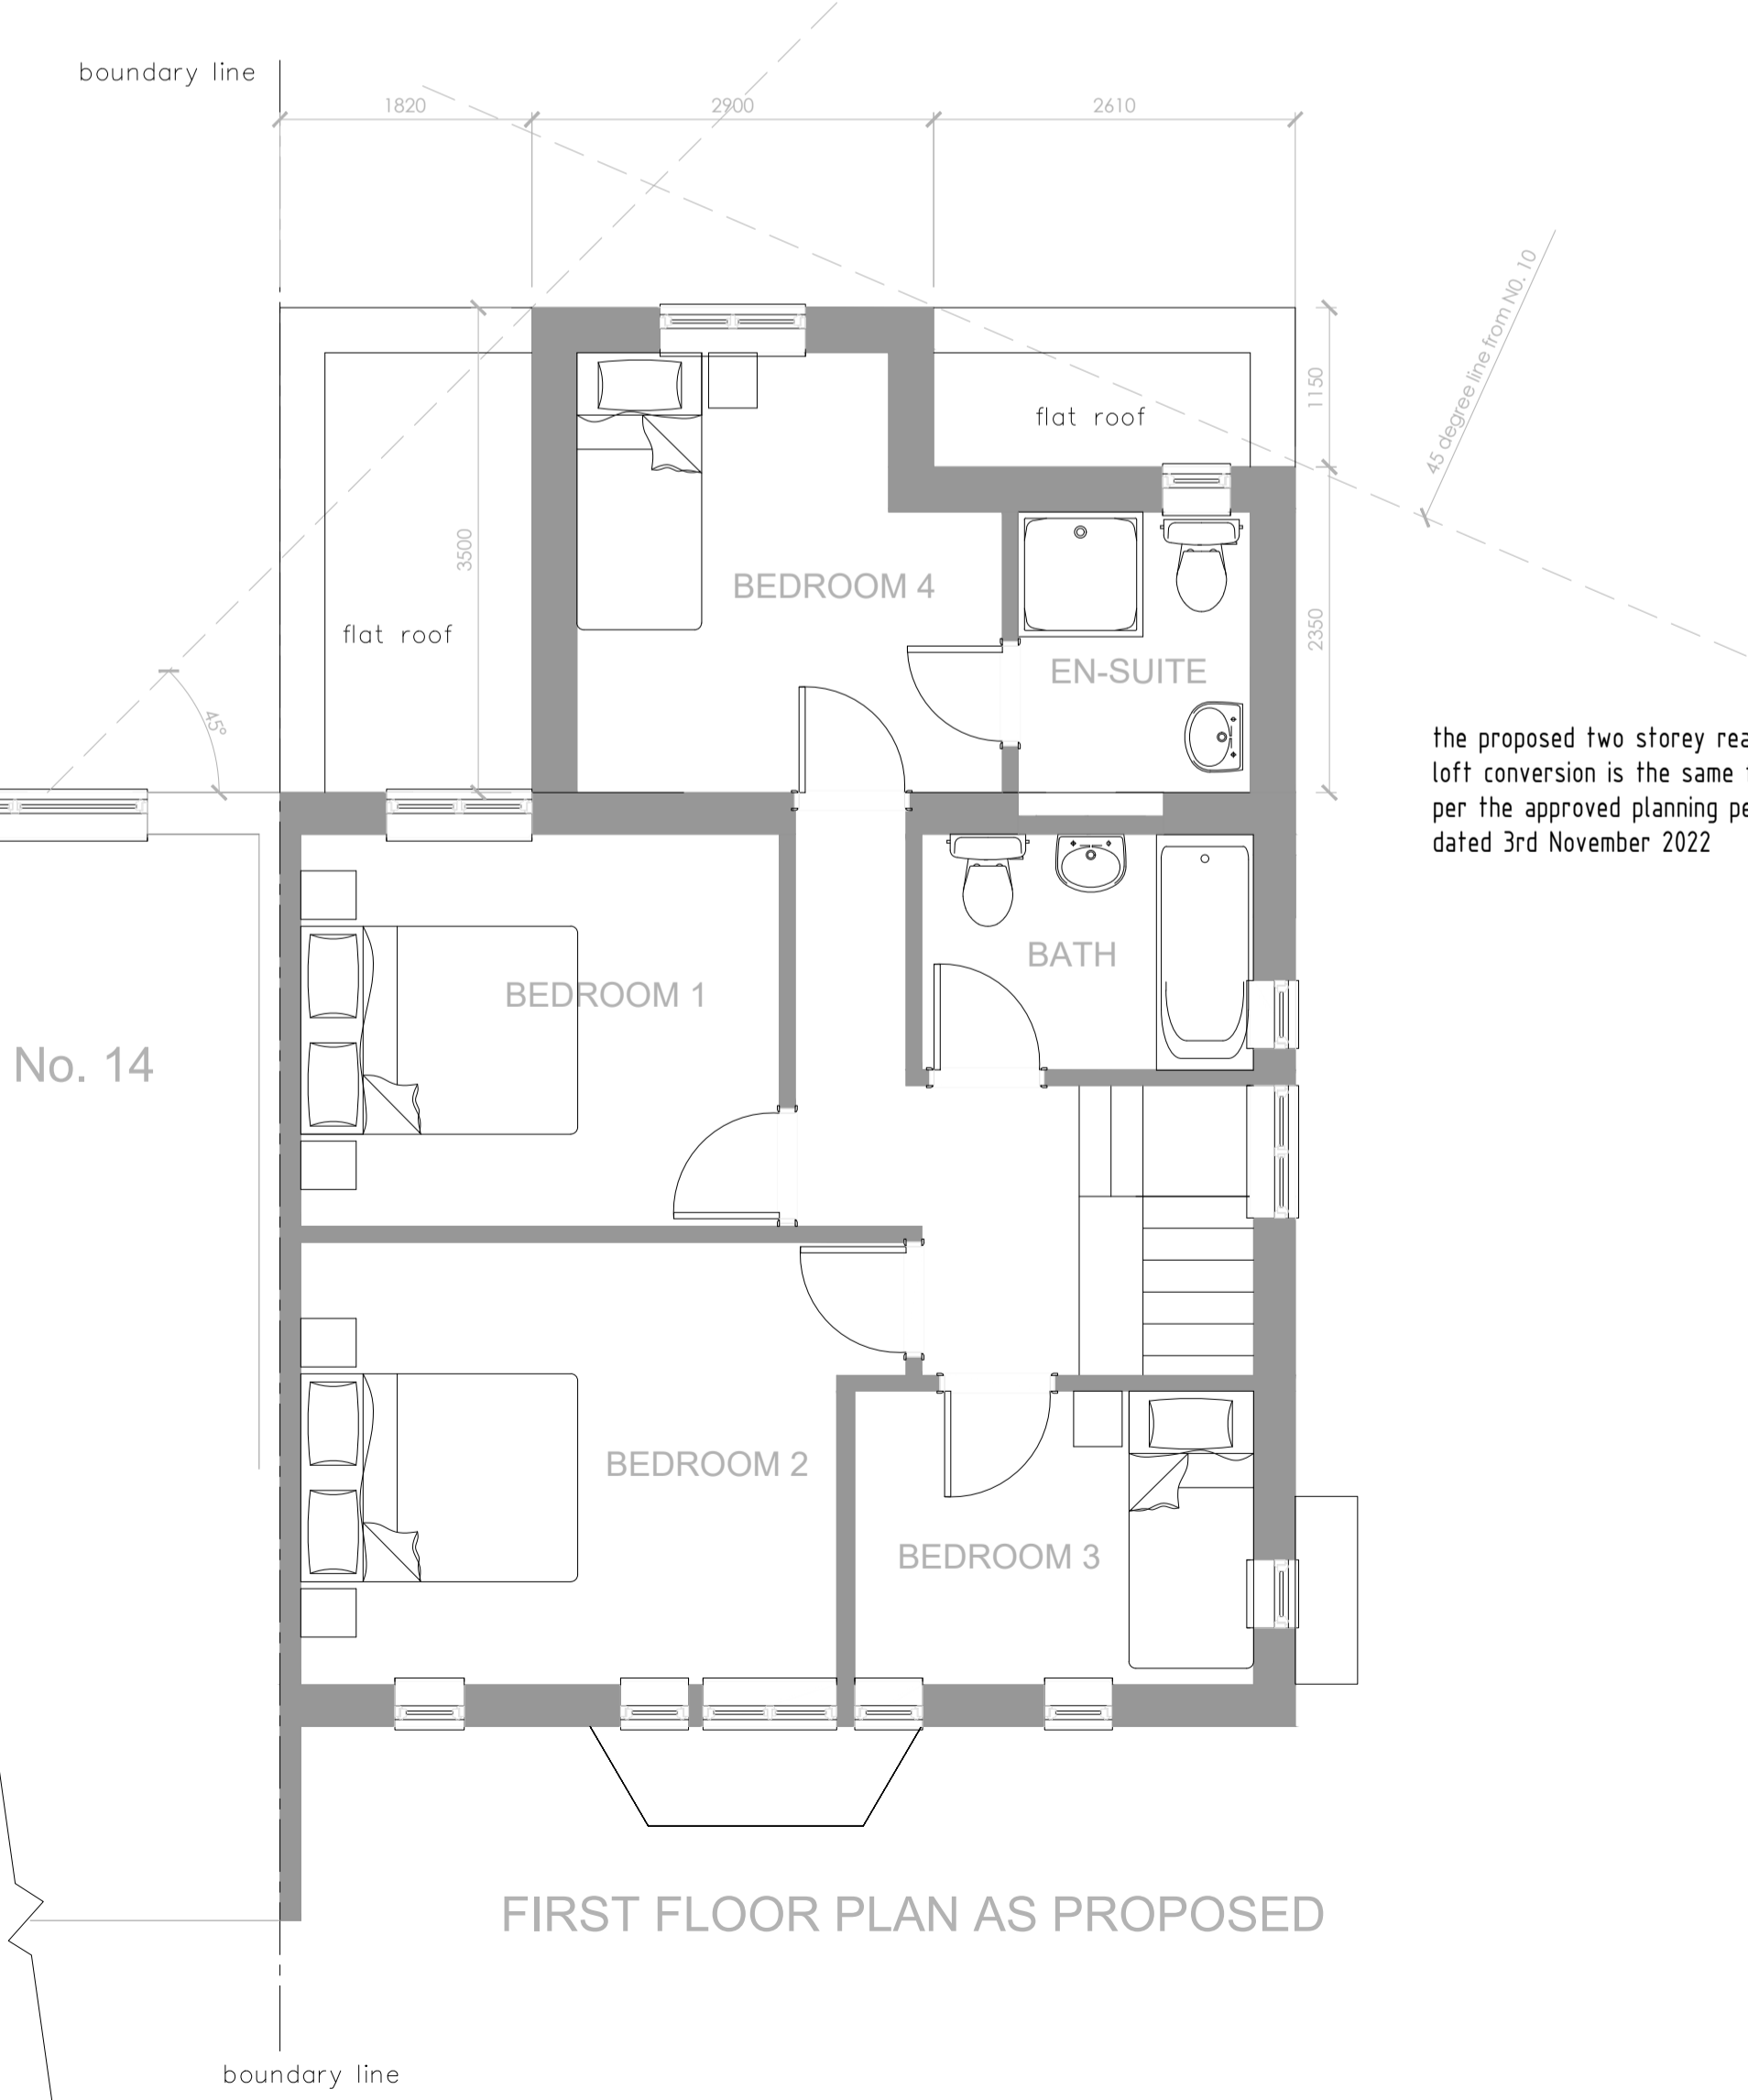 boundary line
1820
2900
2610
45 degree line from NO. 10
1150
flat roof
3500
BEDROOM 4
2350
flat roof
EN-SUITE
45°
the proposed two storey
loft conversion is the same
per the approved planning
dated 3rd November 2022
BATH
BEDROOM 1
No. 14
BEDROOM 2
BEDROOM 3
FIRST FLOOR PLAN AS PROPOSED
boundary line